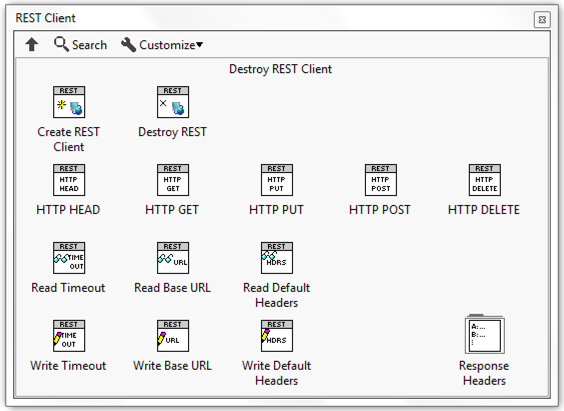 REST Client
Search Customize
Destroy REST Client
REST REST
Create REST Client Destroy REST
REST HTTP HEAD REST HTTP GET REST HTTP PUT REST HTTP POST REST HTTP DELETE
HTTP HEAD HTTP GET HTTP PUT HTTP POST HTTP DELETE
REST TIME OUT REST URL REST HDRS
Read Timeout Read Base URL Read Default Headers
REST TIME OUT REST URL REST HDRS A:... B:...
Write Timeout Write Base URL Write Default Headers Response Headers